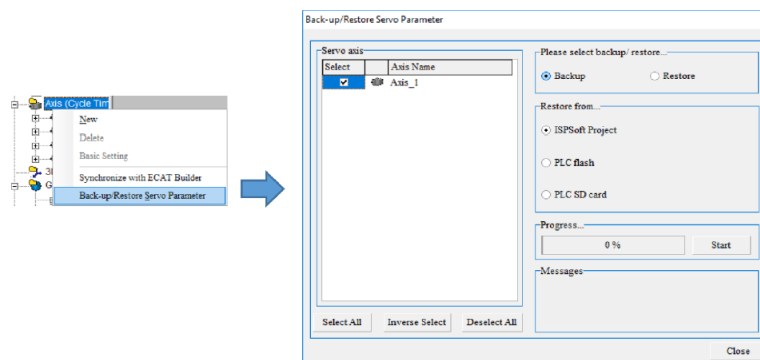 Axis (Cycle Tim
New
Delete
Basic Setting
Synchronize with ECAT Builder
Back-up/Restore Servo Parameter
Back-up/Restore Servo Parameter
Servo axis
Select Axis Name
Axis_1
Select All Inverse Select Deselect All
Please select backup/ restore...
Backup Restore
Restore from...
ISPSoft Project
PLC flash
PLC SD card
Progress...
0 % Start
Messages
Close